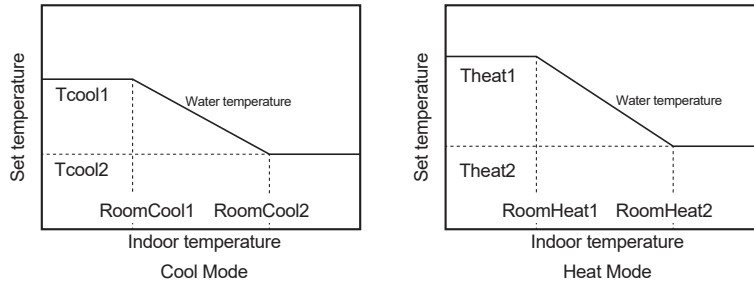 Set temperature
Tcool1
Water temperature
Tcool2
RoomCool1 RoomCool2
Indoor temperature
Cool Mode
Set temperature
Theat1
Water temperature
Theat2
RoomHeat1 RoomHeat2
Indoor temperature
Heat Mode